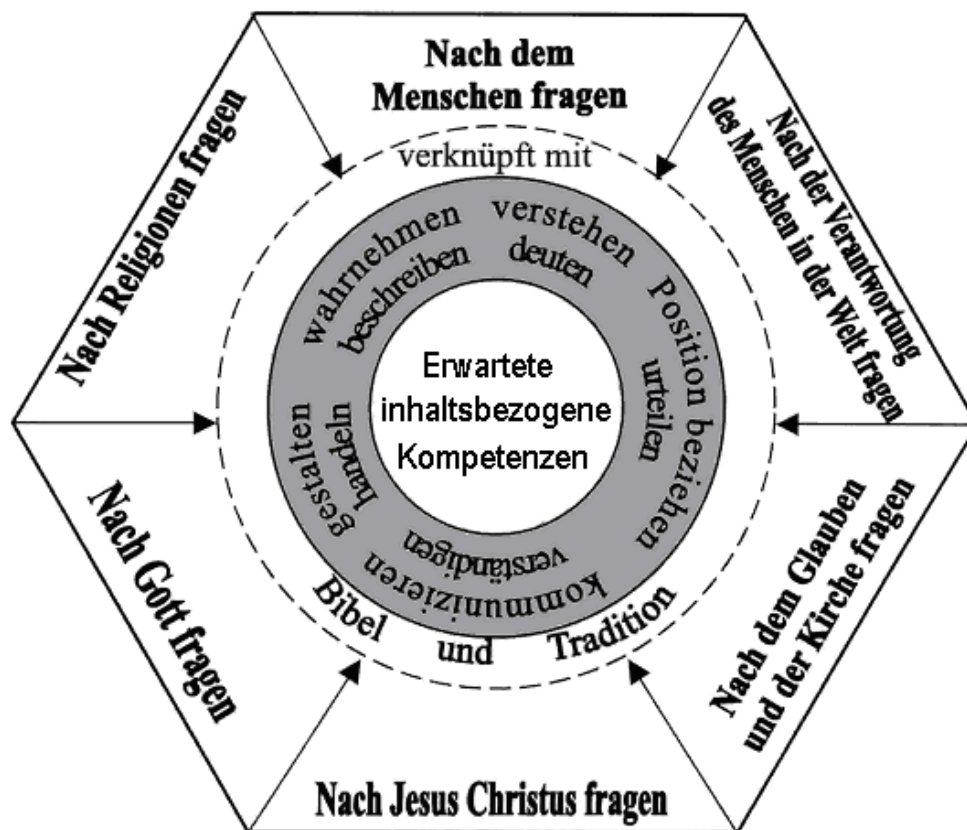 Nach dem
Menschen fragen
Nach der Verantwortung
des Menschen in der Welt fragen
Nach dem Glauben
und der Kirche fragen
Nach Jesus Christus fragen
Nach Gott fragen
Nach Religionen fragen
verknüpft mit
Bibel und Tradition
wahrnehmen
beschreiben
verstehen
deuten
Position beziehen
urteilen
kommunizieren
verständigen
gestalten
handeln
Erwartete
inhaltsbezogene
Kompetenzen